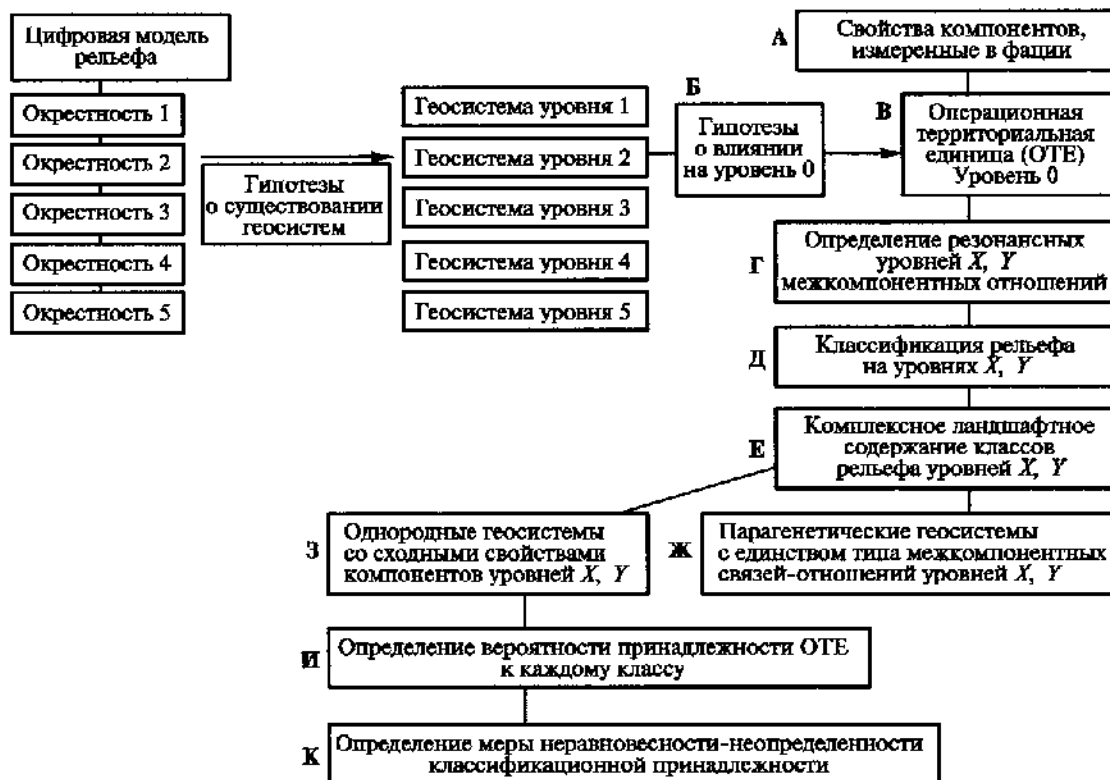 Цифровая модель
рельефа
Окрестность 1
Окрестность 2
Окрестность 3
Окрестность 4
Окрестность 5
Гипотезы
о существовании
геосистем
Геосистема уровня 1
Геосистема уровня 2
Геосистема уровня 3
Геосистема уровня 4
Геосистема уровня 5
Б
Гипотезы
о влиянии
на уровень 0
А
Свойства компонентов,
измеренные в фации
В
Операционная
территориальная
единица (ОТЕ)
Уровень 0
Г
Определение резонансных
уровней X, Y
межкомпонентных отношений
Д
Классификация рельефа
на уровнях X, Y
Е
Комплексное ландшафтное
содержание классов
рельефа уровней X, Y
З
Однородные геосистемы
со сходными свойствами
компонентов уровней X, Y
Ж
Парагенетические геосистемы
с единством типа межкомпонентных
связей-отношений уровней X, Y
И
Определение вероятности принадлежности ОТЕ
к каждому классу
К
Определение меры неравновесности-неопределенности
классификационной принадлежности